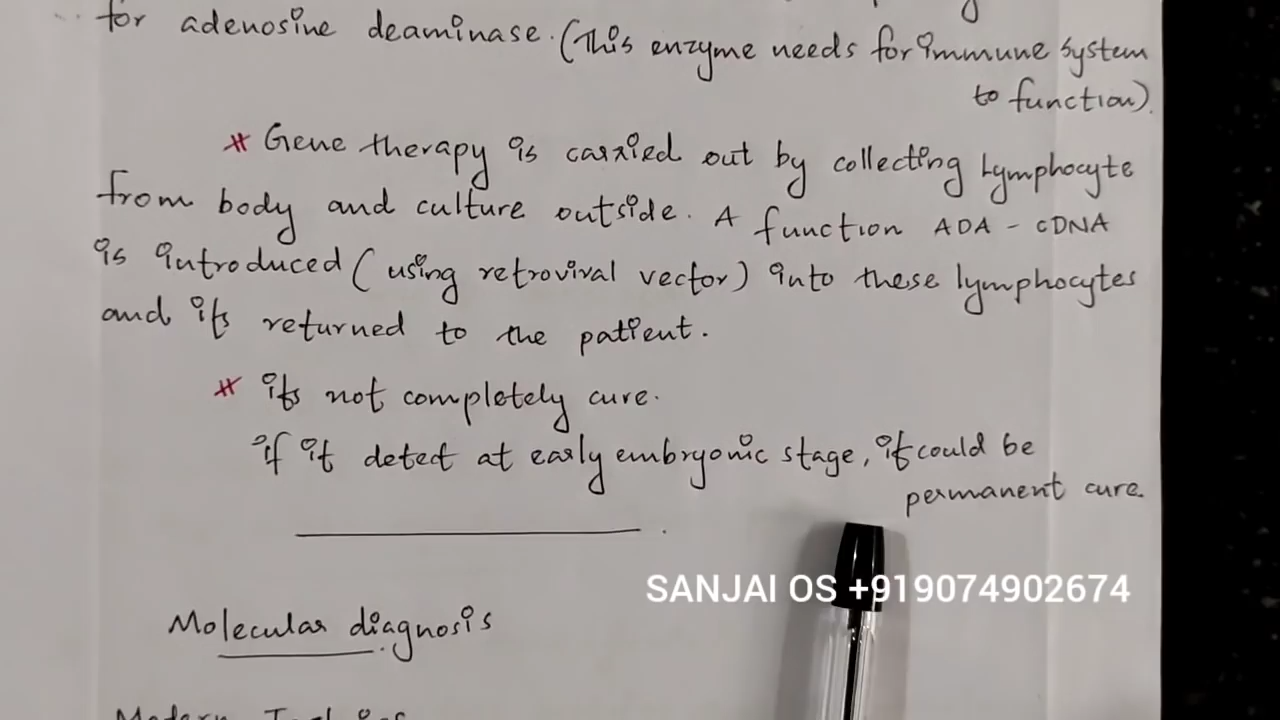 for adenosine deaminase. (This enzyme needs for immune system
to function).
* Gene therapy is carried out by collecting Lymphocyte
from body and culture outside. A function ADA - cDNA
is introduced (using retroviral vector) into these lymphocytes
and its returned to the patient.
* its not completely cure.
if it detect at early embryonic stage, it could be
permanent cure.
SANJAI OS +919074902674
Molecular diagnosis
Modern